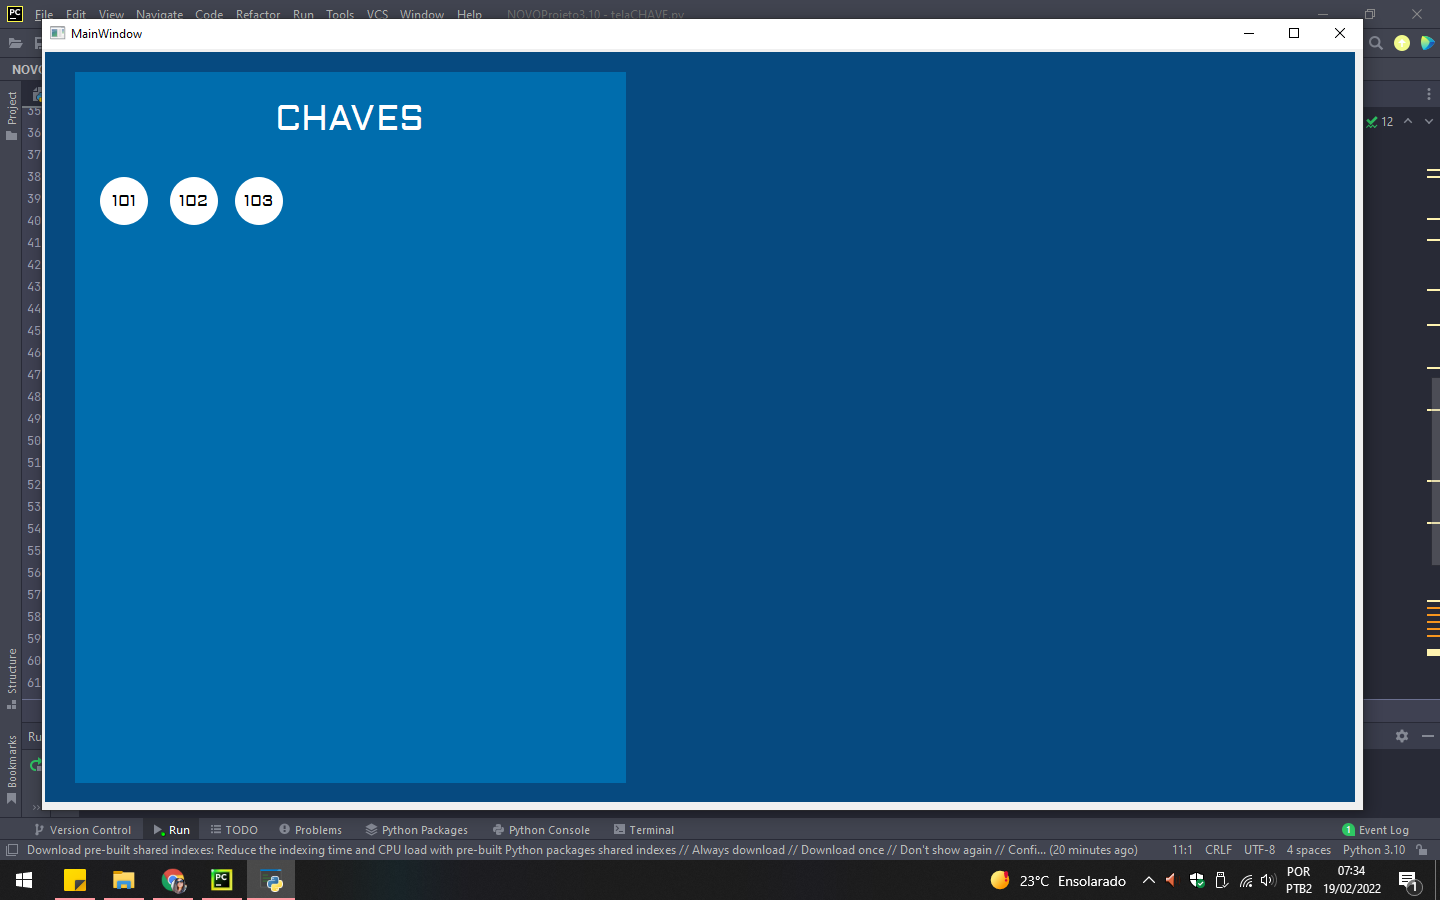 PC File Edit View Navigate Code Refactor Run Tools VCS Window Help NOVOProjeto3.10 - telaCHAVE.py
MainWindow
NOVO
Project
12
CHAVES
101 102 103
35
36
37
38
39
40
41
42
43
44
45
46
47
48
49
50
51
52
53
54
55
56
57
58
59
60
61
Structure
Bookmarks
Ru
Version Control Run TODO Problems Python Packages Python Console Terminal 1 Event Log
Download pre-built shared indexes: Reduce the indexing time and CPU load with pre-built Python packages shared indexes // Always download // Download once // Don't show again // Confi... (20 minutes ago) 11:1 CRLF UTF-8 4 spaces Python 3.10
PC 23°C Ensolarado POR 07:34
PTB2 19/02/2022 1